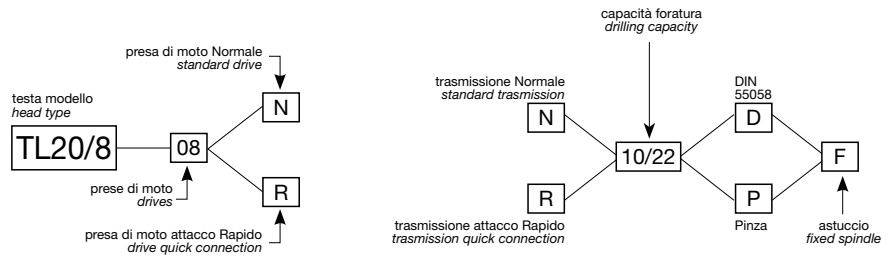 presa di moto Normale
standard drive
N
testa modello
head type
TL20/8
08
prese di moto
drives
R
presa di moto attacco Rapido
drive quick connection
capacità foratura
drilling capacity
trasmissione Normale
standard trasmission
N
10/22
R
trasmissione attacco Rapido
trasmission quick connection
DIN
55058
D
P
Pinza
F
astuccio
fixed spindle